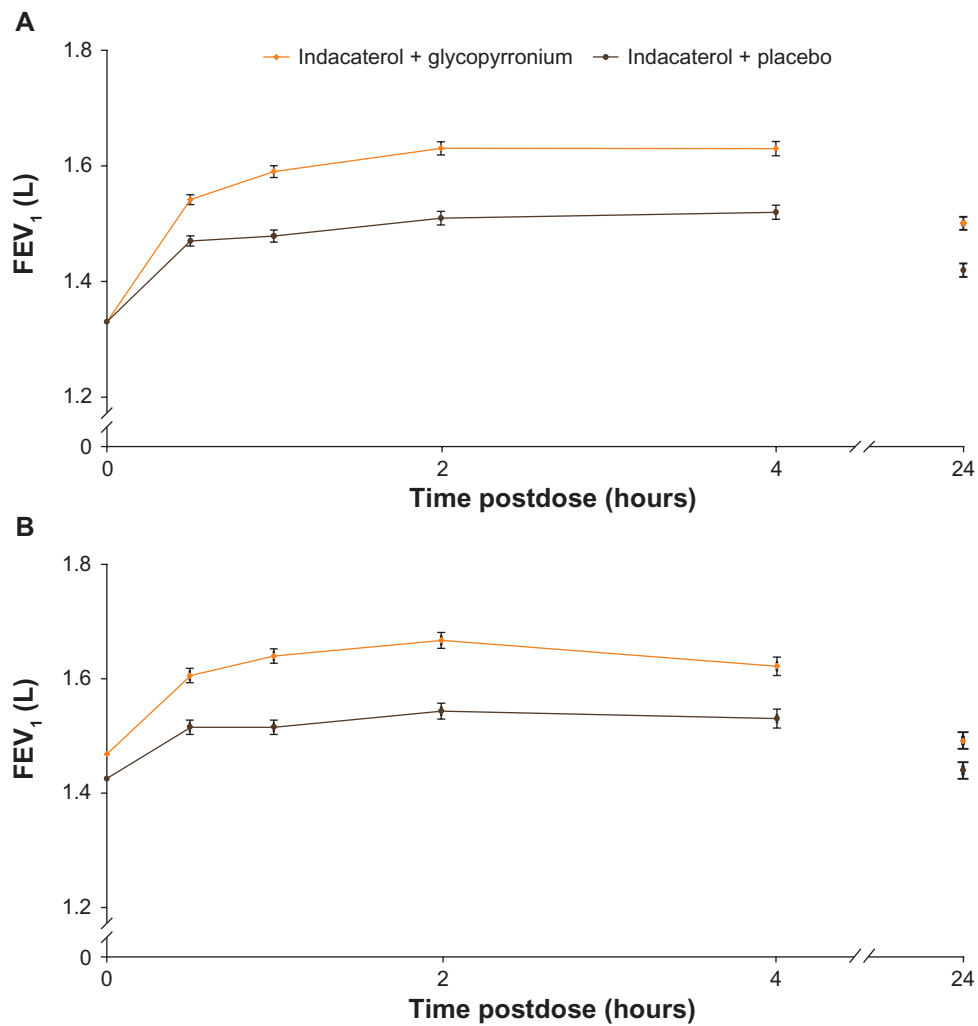 A
1.8
Indacaterol + glycopyrronium Indacaterol + placebo
1.6
FEV₁ (L)
1.4
1.2
0
0 2 4 24
Time postdose (hours)
B
1.8
1.6
FEV₁ (L)
1.4
1.2
0
0 2 4 24
Time postdose (hours)